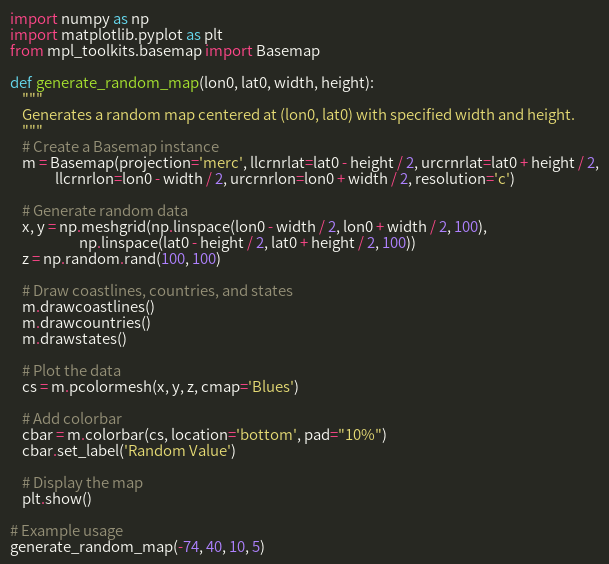 import numpy as np
import matplotlib.pyplot as plt
from mpl_toolkits.basemap import Basemap

def generate_random_map(lon0, lat0, width, height):
    """
    Generates a random map centered at (lon0, lat0) with specified width and height.
    """
    # Create a Basemap instance
    m = Basemap(projection='merc', llcrnrlat=lat0 - height / 2, urcrnrlat=lat0 + height / 2,
            llcrnrlon=lon0 - width / 2, urcrnrlon=lon0 + width / 2, resolution='c')

    # Generate random data
    x, y = np.meshgrid(np.linspace(lon0 - width / 2, lon0 + width / 2, 100),
                    np.linspace(lat0 - height / 2, lat0 + height / 2, 100))
    z = np.random.rand(100, 100)

    # Draw coastlines, countries, and states
    m.drawcoastlines()
    m.drawcountries()
    m.drawstates()

    # Plot the data
    cs = m.pcolormesh(x, y, z, cmap='Blues')

    # Add colorbar
    cbar = m.colorbar(cs, location='bottom', pad="10%")
    cbar.set_label('Random Value')

    # Display the map
    plt.show()

# Example usage
generate_random_map(-74, 40, 10, 5)